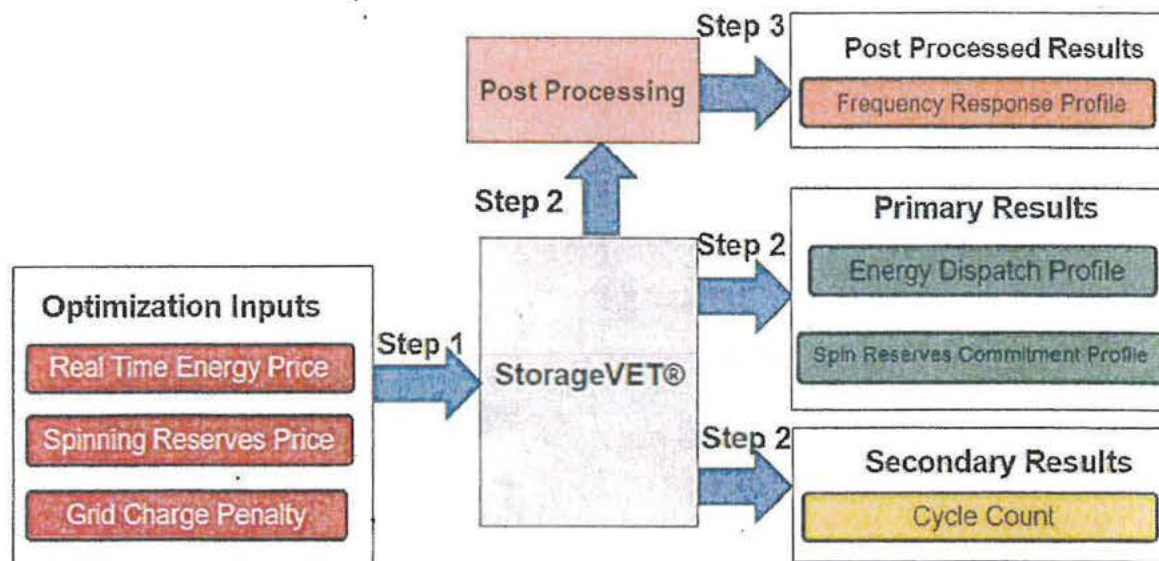 Step 3
Post Processing
Post Processed Results
Frequency Response Profile
Step 2
Step 2
Primary Results
Energy Dispatch Profile
Spin Reserves Commitment Profile
Optimization Inputs
Real Time Energy Price
Spinning Reserves Price
Grid Charge Penalty
Step 1
StorageVET®
Step 2
Secondary Results
Cycle Count